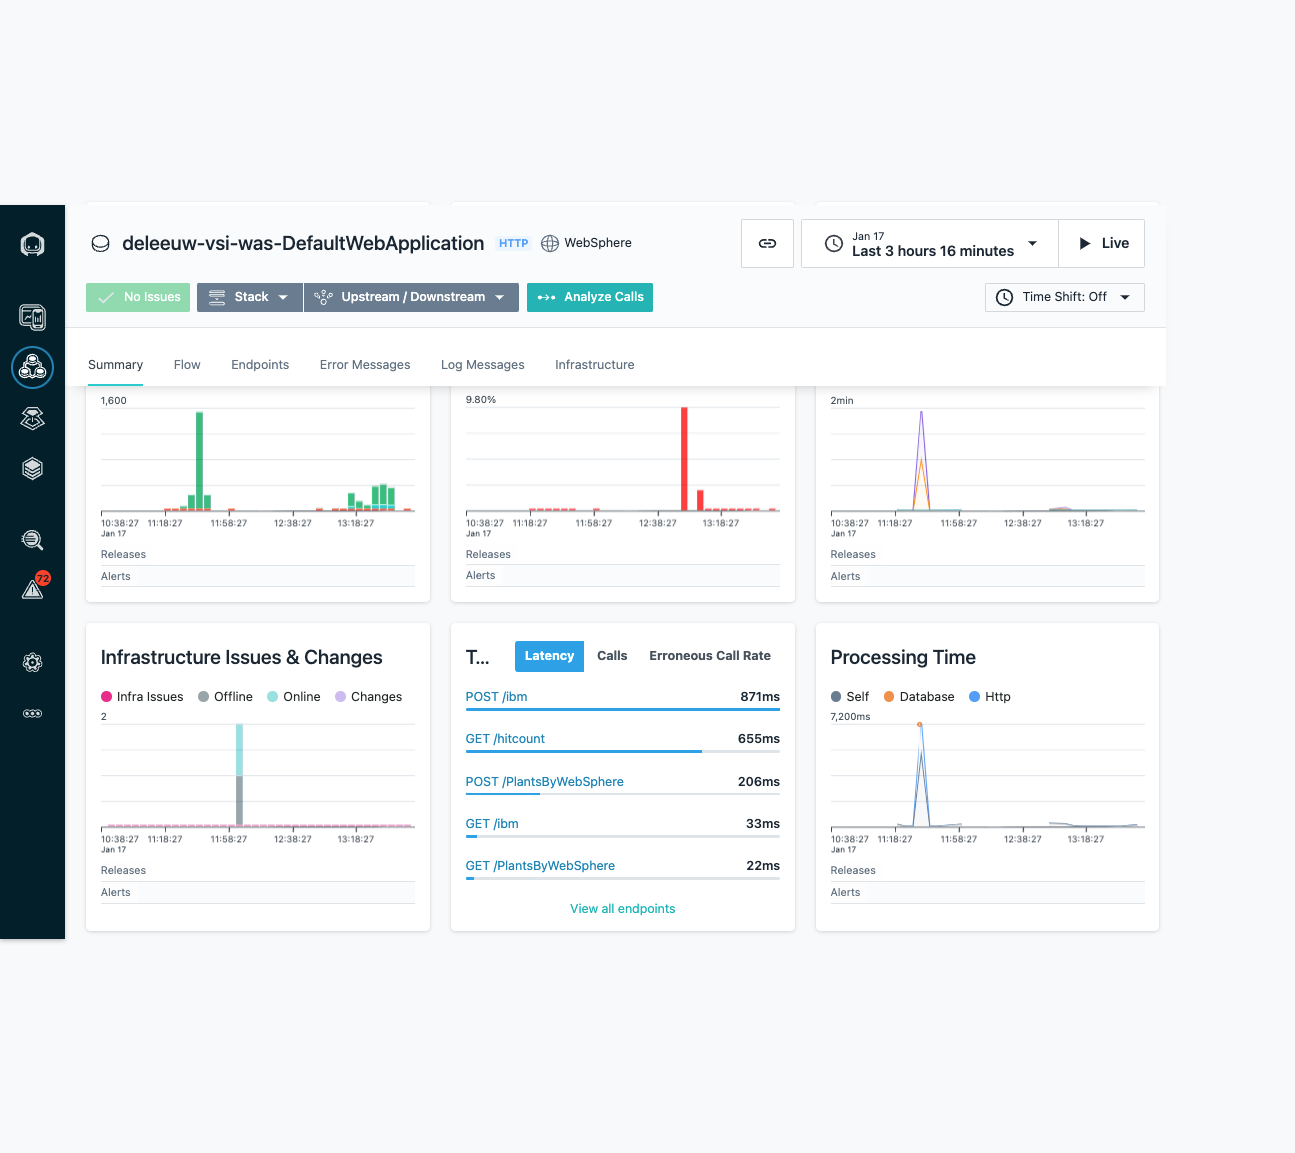 deleeuw-vsi-was-DefaultWebApplication HTTP WebSphere
Jan 17
Last 3 hours 16 minutes
Live
No Issues Stack Upstream / Downstream Analyze Calls Time Shift: Off
72
Summary Flow Endpoints Error Messages Log Messages Infrastructure
1,600
10:38:27 11:18:27 11:58:27 12:38:27 13:18:27
Jan 17
Releases
Alerts
9.80%
10:38:27 11:18:27 11:58:27 12:38:27 13:18:27
Jan 17
Releases
Alerts
2min
10:38:27 11:18:27 11:58:27 12:38:27 13:18:27
Jan 17
Releases
Alerts
Infrastructure Issues & Changes
Infra Issues Offline Online Changes
2
10:38:27 11:18:27 11:58:27 12:38:27 13:18:27
Jan 17
Releases
Alerts
T... Latency Calls Erroneous Call Rate
POST /ibm 871ms
GET /hitcount 655ms
POST /PlantsByWebSphere 206ms
GET /ibm 33ms
GET /PlantsByWebSphere 22ms
View all endpoints
Processing Time
Self Database Http
7,200ms
10:38:27 11:18:27 11:58:27 12:38:27 13:18:27
Jan 17
Releases
Alerts